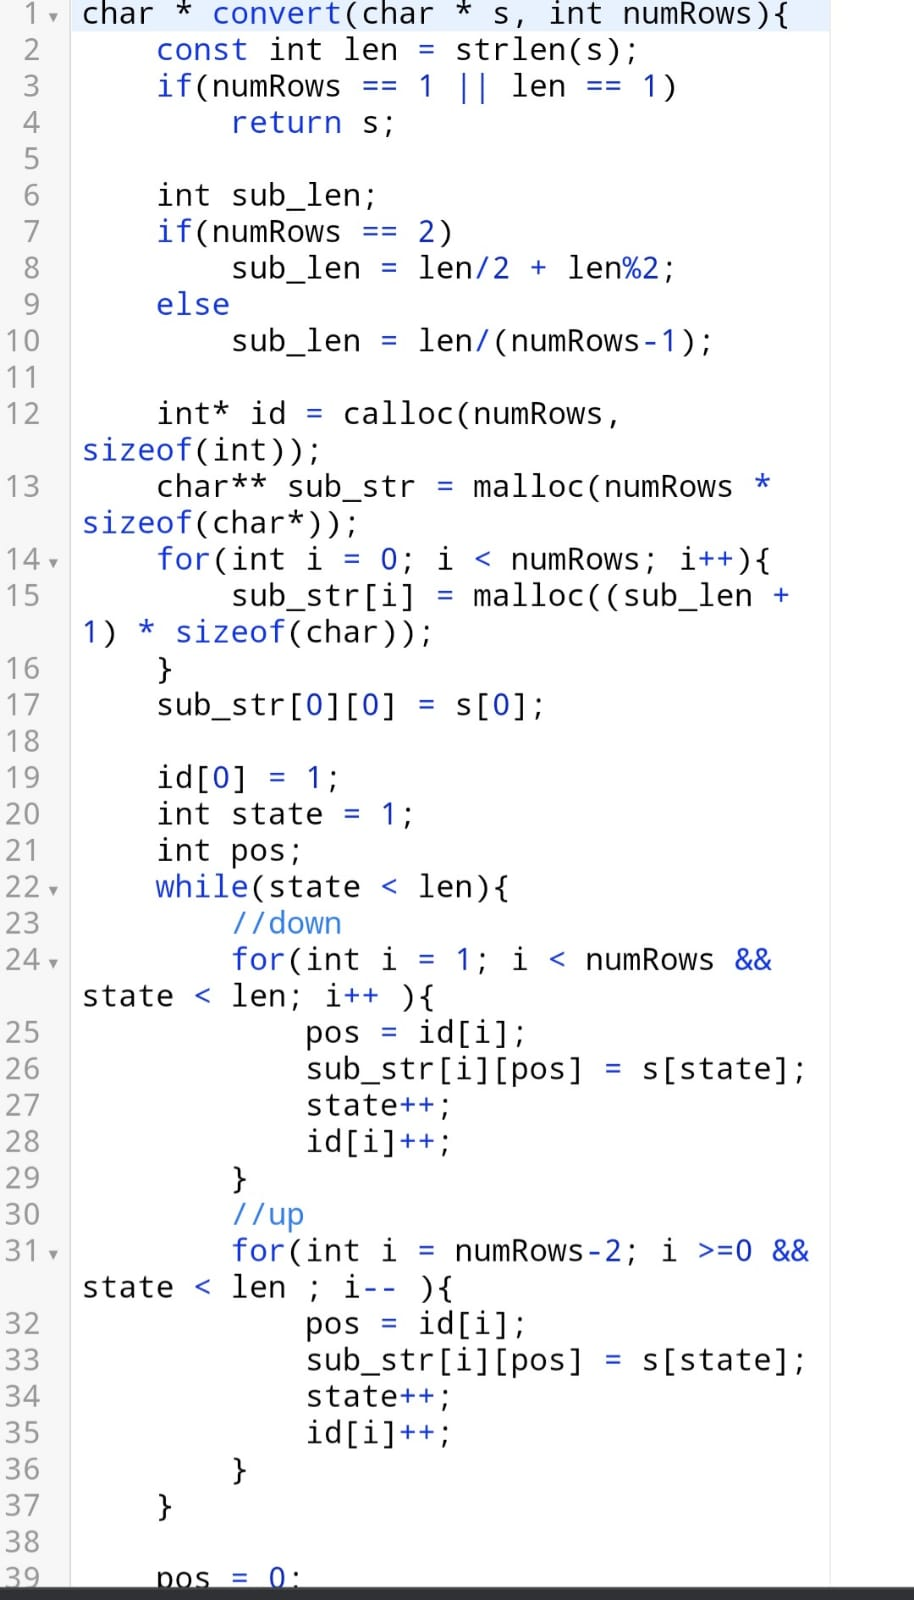 1 char * convert(char * s, int numRows){
2     const int len = strlen(s);
3     if(numRows == 1 || len == 1)
4         return s;
5
6     int sub_len;
7     if(numRows == 2)
8         sub_len = len/2 + len%2;
9     else
10         sub_len = len/(numRows-1);
11
12     int* id = calloc(numRows,
sizeof(int));
13     char** sub_str = malloc(numRows *
sizeof(char*));
14     for(int i = 0; i < numRows; i++){
15         sub_str[i] = malloc((sub_len +
1) * sizeof(char));
16     }
17     sub_str[0][0] = s[0];
18
19     id[0] = 1;
20     int state = 1;
21     int pos;
22     while(state < len){
23         //down
24         for(int i = 1; i < numRows &&
state < len; i++ ){
25             pos = id[i];
26             sub_str[i][pos] = s[state];
27             state++;
28             id[i]++;
29         }
30         //up
31         for(int i = numRows-2; i >=0 &&
state < len ; i-- ){
32             pos = id[i];
33             sub_str[i][pos] = s[state];
34             state++;
35             id[i]++;
36         }
37     }
38
39     pos = 0;